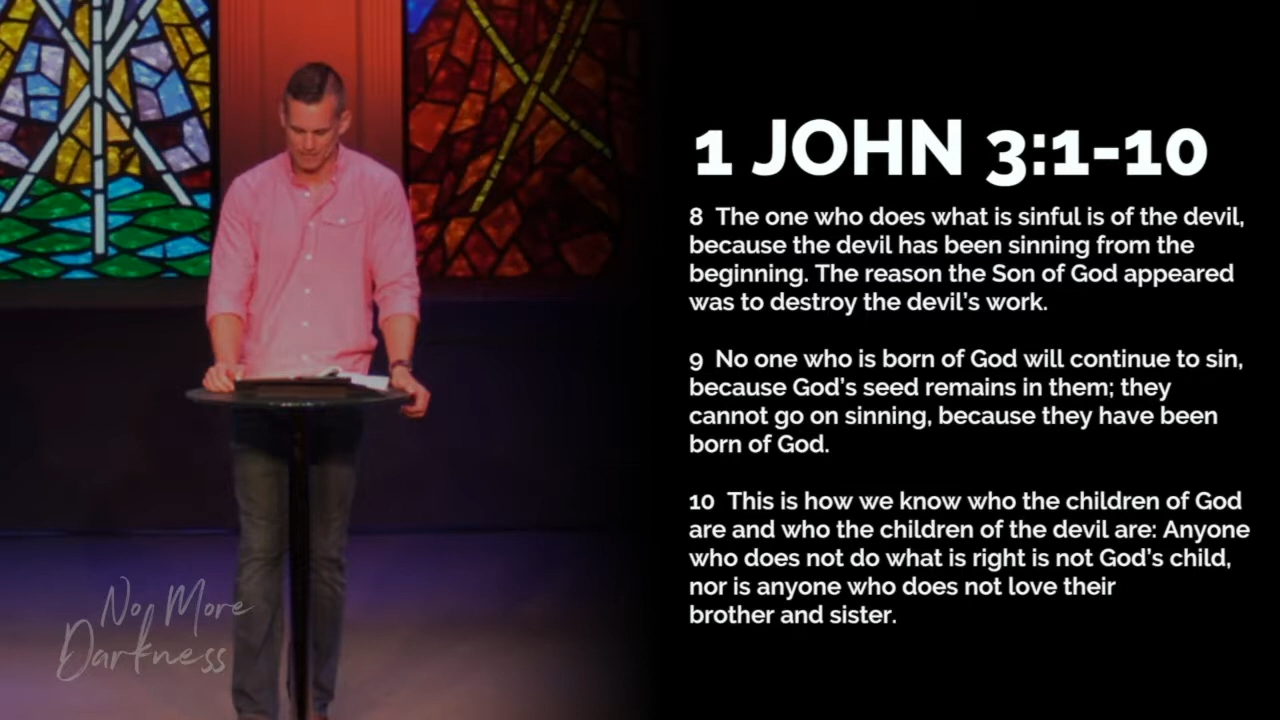 1 JOHN 3:1-10
8 The one who does what is sinful is of the devil,
because the devil has been sinning from the
beginning. The reason the Son of God appeared
was to destroy the devil's work.
9 No one who is born of God will continue to sin,
because God's seed remains in them; they
cannot go on sinning, because they have been
born of God.
10 This is how we know who the children of God
are and who the children of the devil are: Anyone
who does not do what is right is not God's child,
nor is anyone who does not love their
brother and sister.
No More
Darkness